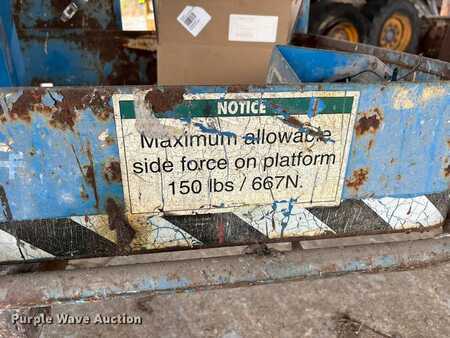 NOTICE
Maximum allowable
side force on platform
150 lbs / 667N.
Purple Wave Auction